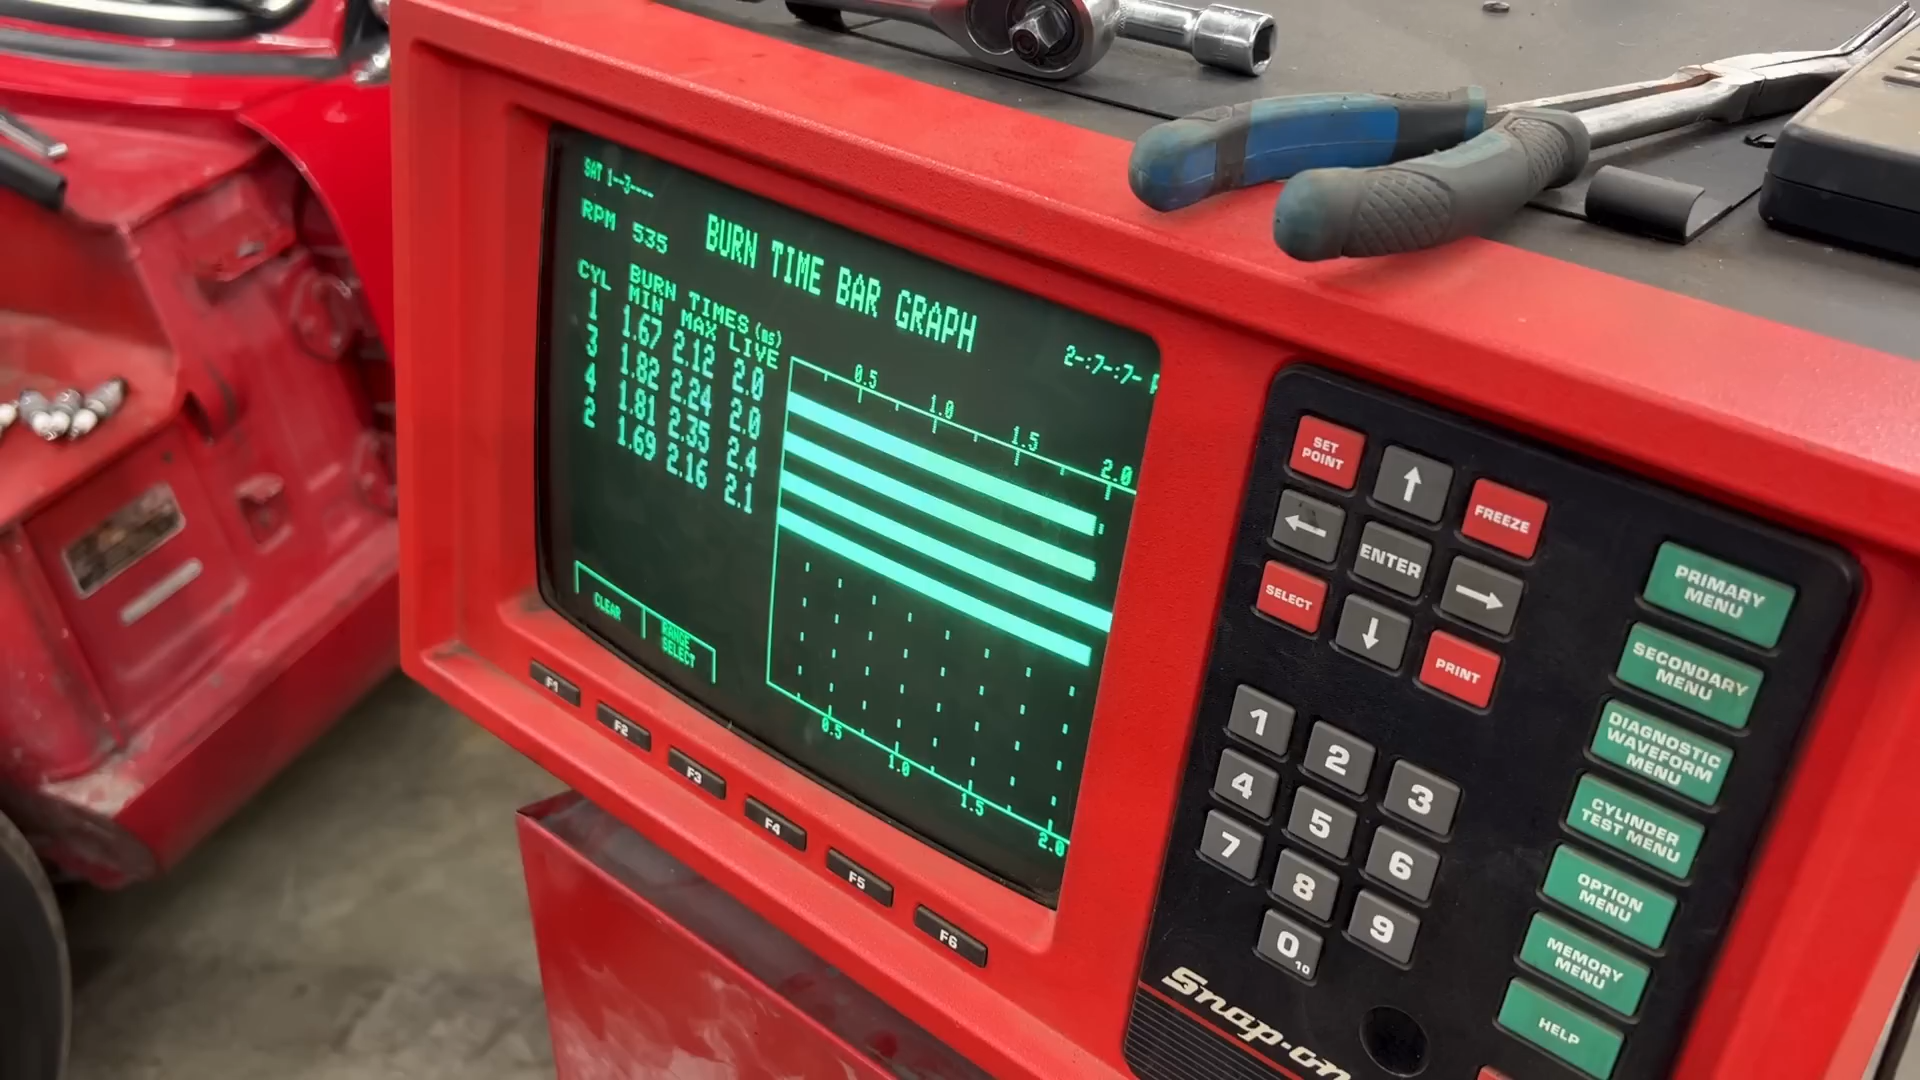 SAT 1--3----
RPM 535
BURN TIME BAR GRAPH
2-:7-:7-
CYL BURN TIMES (ms)
MIN MAX LIVE
1 1.67 2.12 2.0
3 1.82 2.24 2.0
4 1.81 2.35 2.4
2 1.69 2.16 2.1
0.5 1.0 1.5 2.0
0.5 1.0 1.5 2.0
CLEAR
RANGE
SELECT
F1
F2
F3
F4
F5
F6
SET
POINT
FREEZE
ENTER
SELECT
PRINT
1
2
3
4
5
6
7
8
9
0 10
PRIMARY
MENU
SECONDARY
MENU
DIAGNOSTIC
WAVEFORM
MENU
CYLINDER
TEST MENU
OPTION
MENU
MEMORY
MENU
HELP
Snap-on